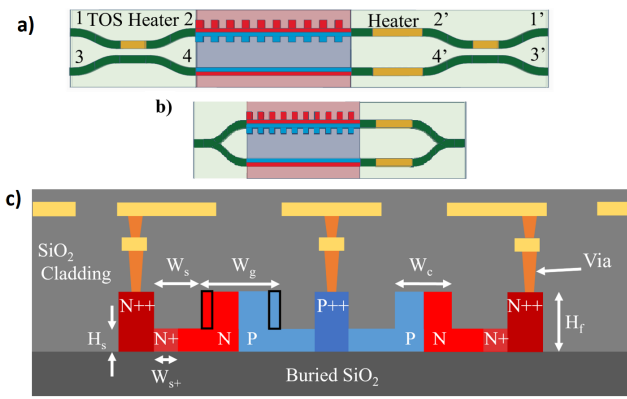 a)
1 TOS Heater 2 Heater 2' 1'
3 4 4' 3'
b)
c)
SiO2
Cladding
Ws Wg Wc Via
N++ P++ N++
Hs N+ N P P N N+ Hf
Ws+
Buried SiO2